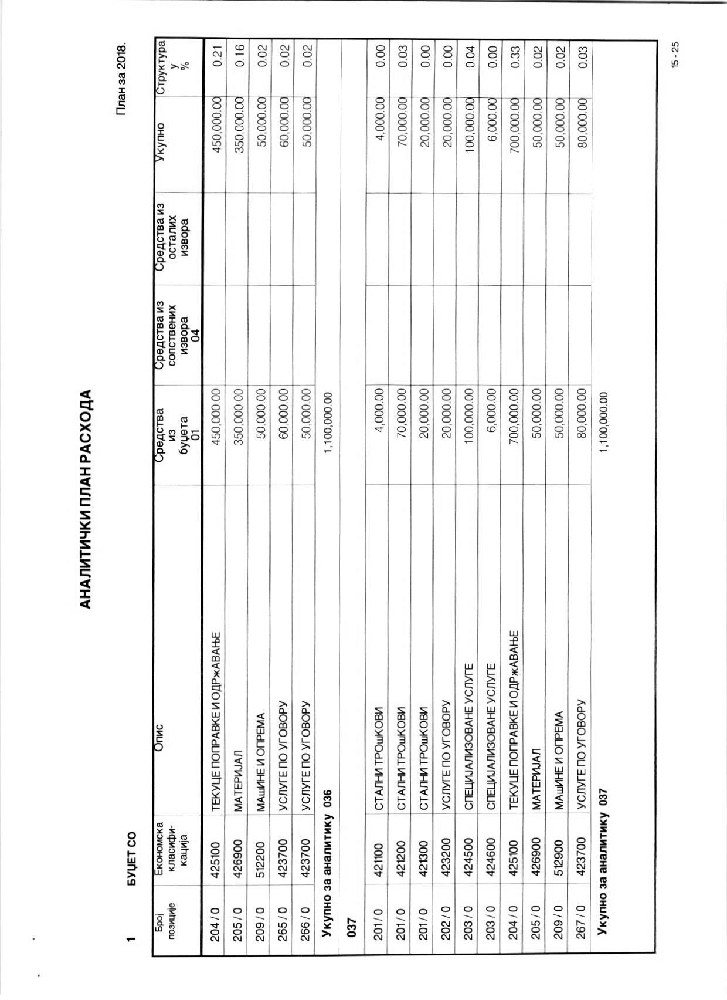 АНАЛИТИЧКИ ПЛАН РАСХОДА
План за 2018.
1 БУЏЕТ СО
Број позиције Економска класифи-кација Опис Средства из буџета 01 Средства из сопствених извора 04 Средства из осталих извора Укупно Структура у %
204 / 0 425100 ТЕКУЦЕ ПОПРАВКЕ И ОДРжАВАЊЕ 450,000.00 450,000.00 0.21
205 / 0 426900 МАТЕРИЈАЛ 350,000.00 350,000.00 0.16
209 / 0 512200 МАшИНЕ И ОПРЕМА 50,000.00 50,000.00 0.02
265 / 0 423700 УСЛУГЕ ПО УГОВОРУ 60,000.00 60,000.00 0.02
266 / 0 423700 УСЛУГЕ ПО УГОВОРУ 50,000.00 50,000.00 0.02
Укупно за аналитику 036 1,100,000.00
037
201 / 0 421100 СТАЛНИ ТРОшКОВИ 4,000.00 4,000.00 0.00
201 / 0 421200 СТАЛНИ ТРОшКОВИ 70,000.00 70,000.00 0.03
201 / 0 421300 СТАЛНИ ТРОшКОВИ 20,000.00 20,000.00 0.00
202 / 0 423200 УСЛУГЕ ПО УГОВОРУ 20,000.00 20,000.00 0.00
203 / 0 424500 СПЕЦИЈАЛИЗОВАНЕ УСЛУГЕ 100,000.00 100,000.00 0.04
203 / 0 424600 СПЕЦИЈАЛИЗОВАНЕ УСЛУГЕ 6,000.00 6,000.00 0.00
204 / 0 425100 ТЕКУЦЕ ПОПРАВКЕ И ОДРжАВАЊЕ 700,000.00 700,000.00 0.33
205 / 0 426900 МАТЕРИЈАЛ 50,000.00 50,000.00 0.02
209 / 0 512900 МАшИНЕ И ОПРЕМА 50,000.00 50,000.00 0.02
267 / 0 423700 УСЛУГЕ ПО УГОВОРУ 80,000.00 80,000.00 0.03
Укупно за аналитику 037 1,100,000.00
15 - 25